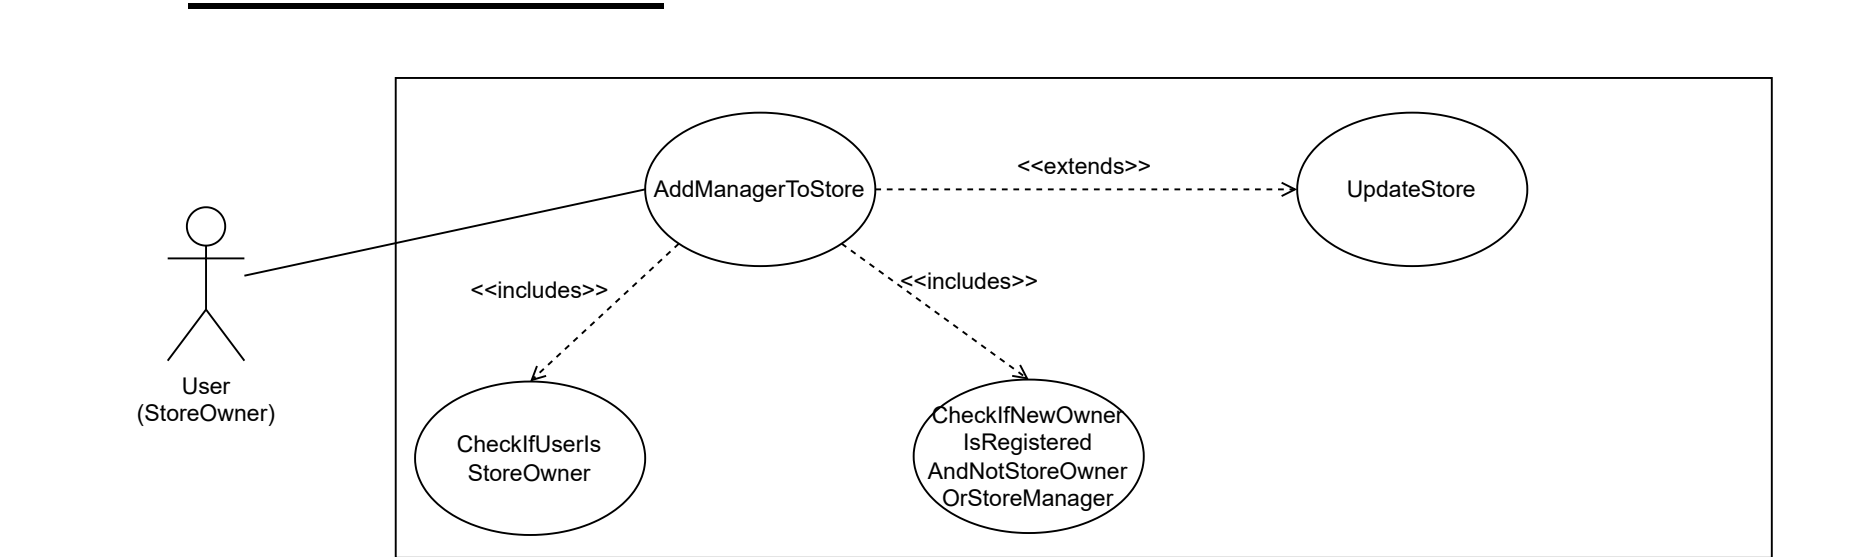 AddManagerToStore
<<extends>>
UpdateStore
<<includes>>
<<includes>>
User
(StoreOwner)
CheckIfUserIs
StoreOwner
CheckIfNewOwner
IsRegistered
AndNotStoreOwner
OrStoreManager